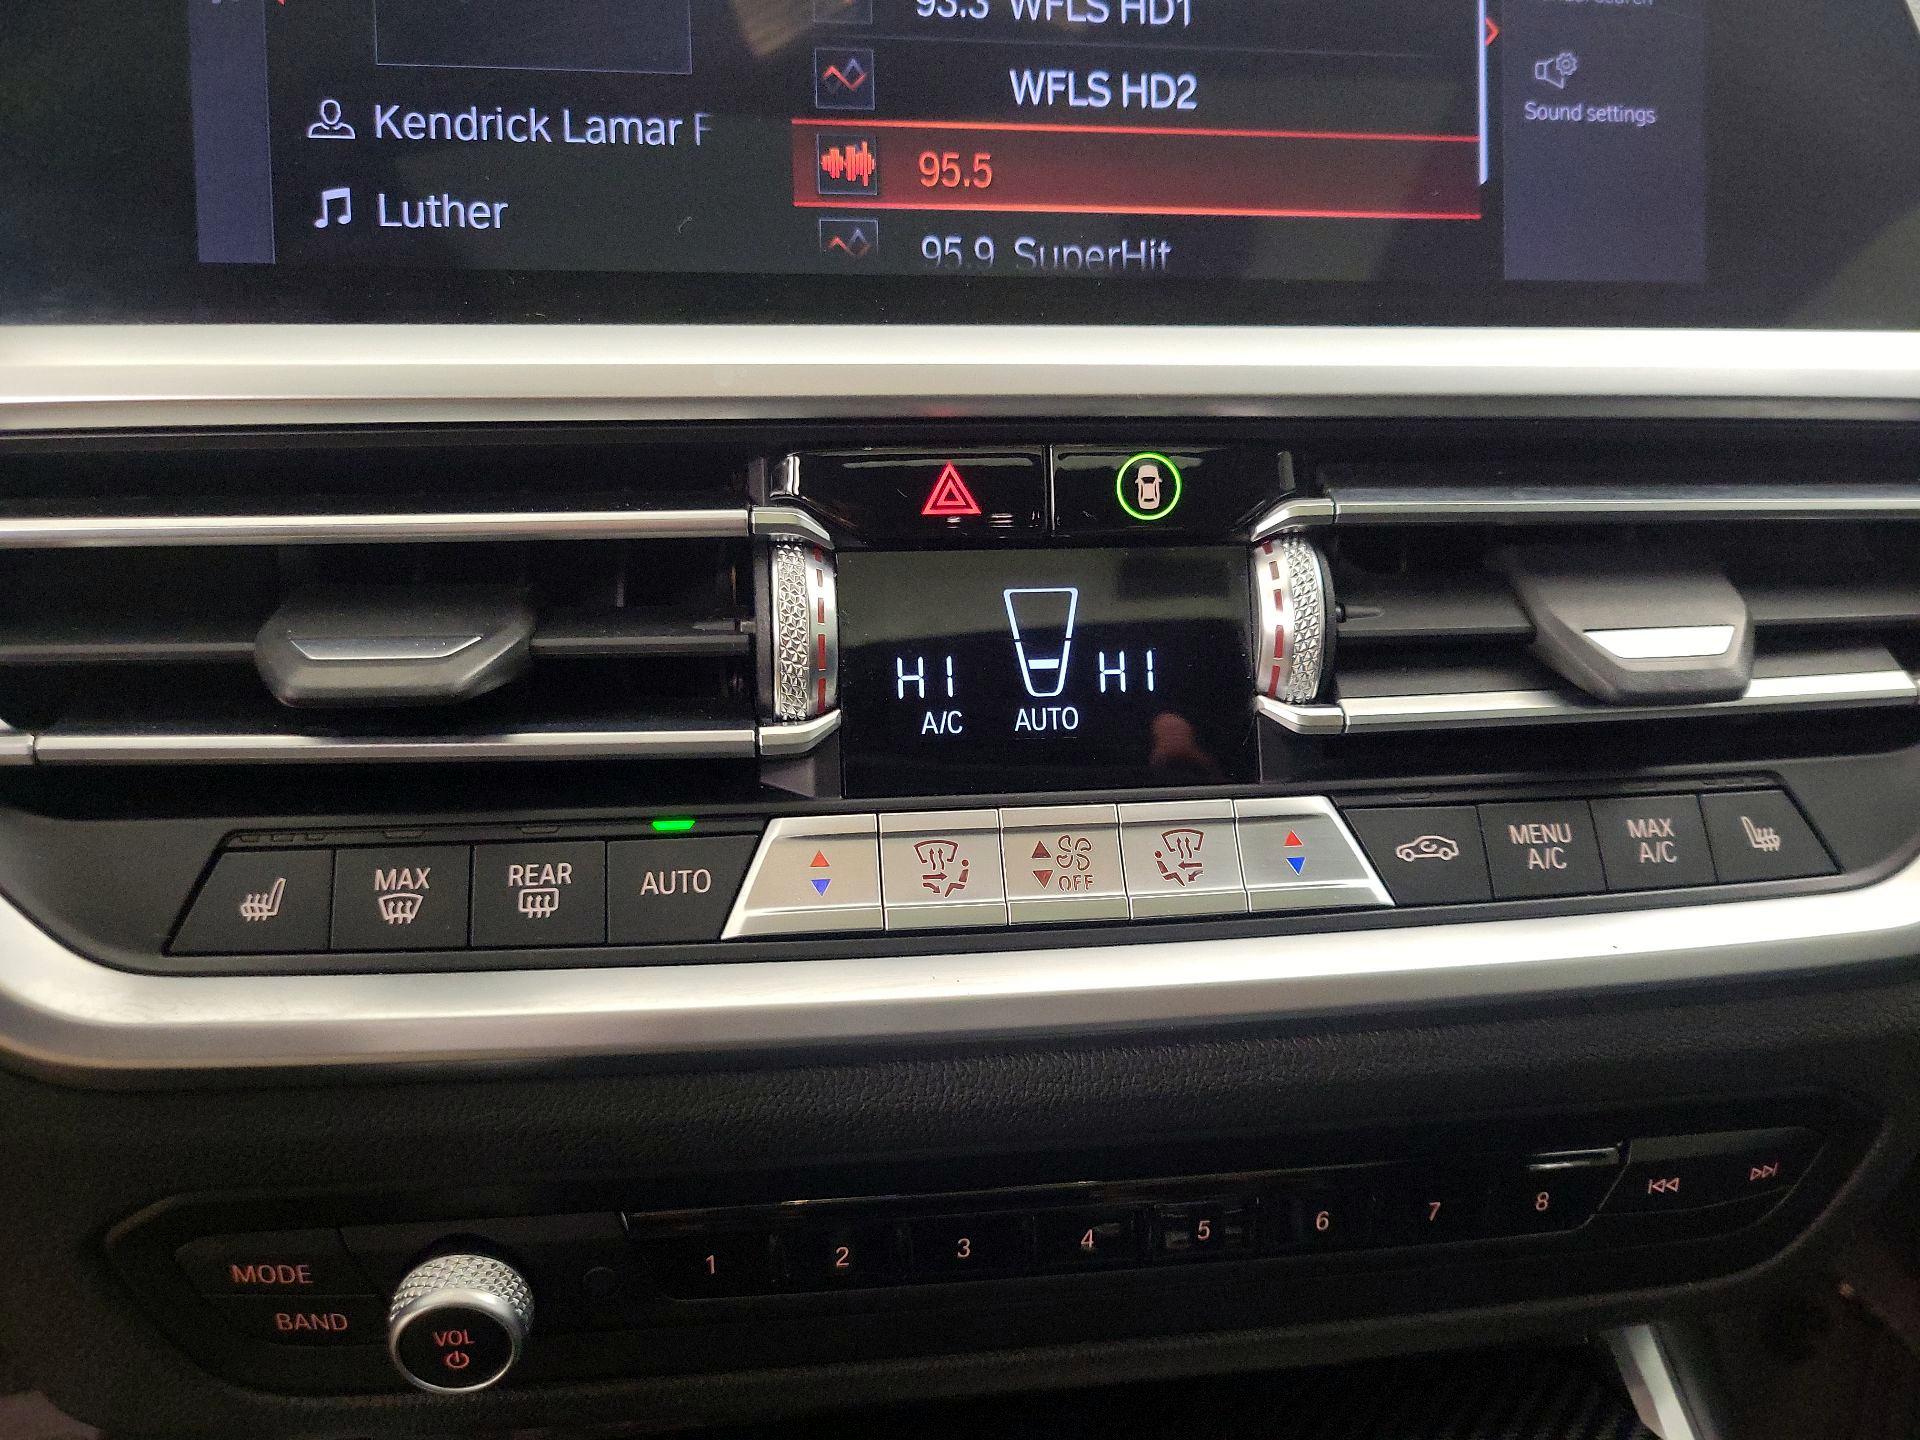 93.3 WFLS HD1
WFLS HD2
Kendrick Lamar F
95.5
Luther
95.9 SuperHit
Sound settings
HI
HI
A/C
AUTO
MAX
REAR
AUTO
OFF
MENU
A/C
MAX
A/C
MODE
BAND
VOL
1
2
3
4
5
6
7
8